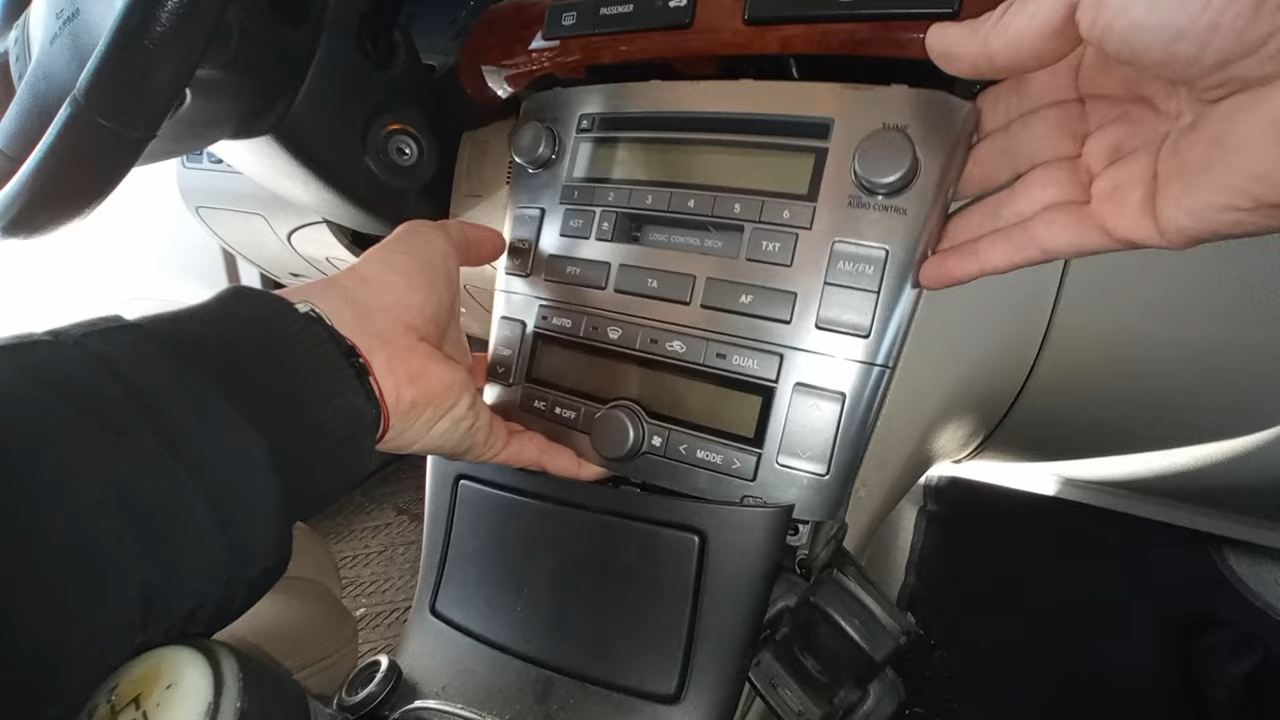 PASSENGER
TUNE
AUDIO CONTROL
1 2 3 4 5 6
AST LOGIC CONTROL DECK TXT
PTY TA AF
AM/FM
AUTO DUAL
A/C OFF
< MODE >